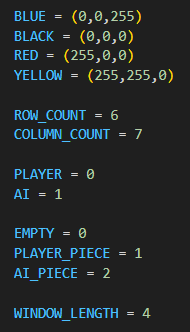 BLUE = (0,0,255)
BLACK = (0,0,0)
RED = (255,0,0)
YELLOW = (255,255,0)
ROW_COUNT = 6
COLUMN_COUNT = 7
PLAYER = 0
AI = 1
EMPTY = 0
PLAYER_PIECE = 1
AI_PIECE = 2
WINDOW_LENGTH = 4